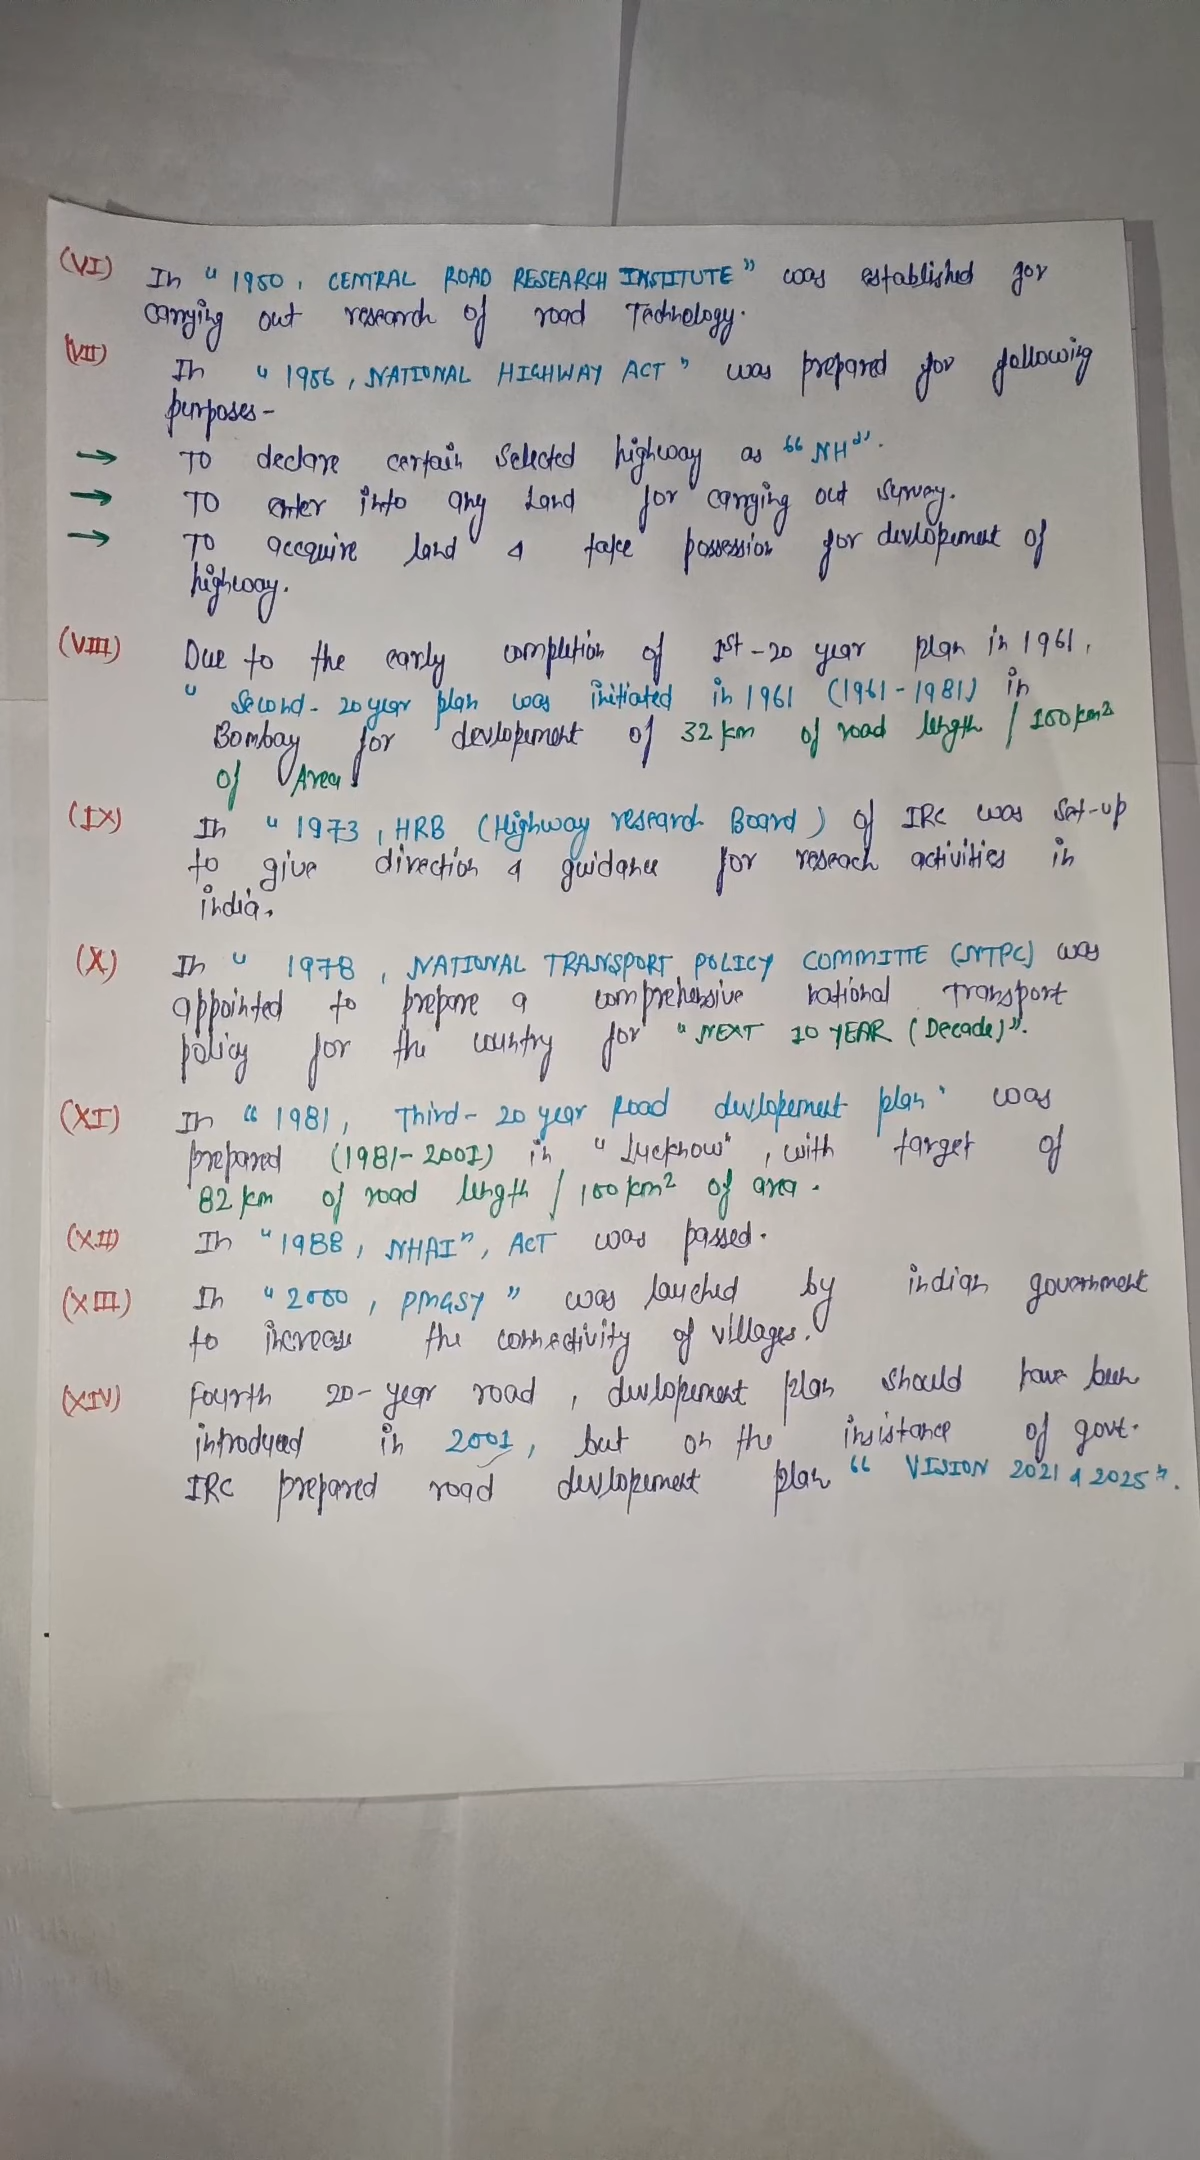 (VI) In "1950, CENTRAL ROAD RESEARCH INSTITUTE" was established for
carrying out research of road Technology.
(VII) In "1956, NATIONAL HIGHWAY ACT" was prepared for following
purposes-
→ TO declare certain selected highway as "NH".
→ TO enter into any land for carrying out survey.
→ TO accquire land & take possession for devlopement of
highway.
(VIII) Due to the early completion of 1st-20 year plan in 1961,
"Second-20 year plan was initiated in 1961 (1961-1981) in
Bombay for devlopement of 32 km of road length / 100 km²
of Area.
(IX) In "1973, HRB (Highway research Board) of IRC was set-up
to give direction & guidance for reseach activities in
india.
(X) In "1978, NATIONAL TRANSPORT POLICY COMMITTE (NTPC) was
appointed to prepare a comprehensive national Transport
policy for the country for "NEXT 10 YEAR (Decade)".
(XI) In "1981, Third-20 year Road devlopement plan" was
prepared (1981-2001) in "Lucknow", with target of
82 km of road length / 100 km² of area.
(XII) In "1988, NHAI", ACT was passed.
(XIII) In "2000, PMGSY" was lauched by indian government
to increase the connectivity of villages.
(XIV) Fourth 20-year road, devlopement plan should have been
introduced in 2001, but on the insistance of govt.
IRC prepared road devlopement plan "VISION 2021 & 2025".